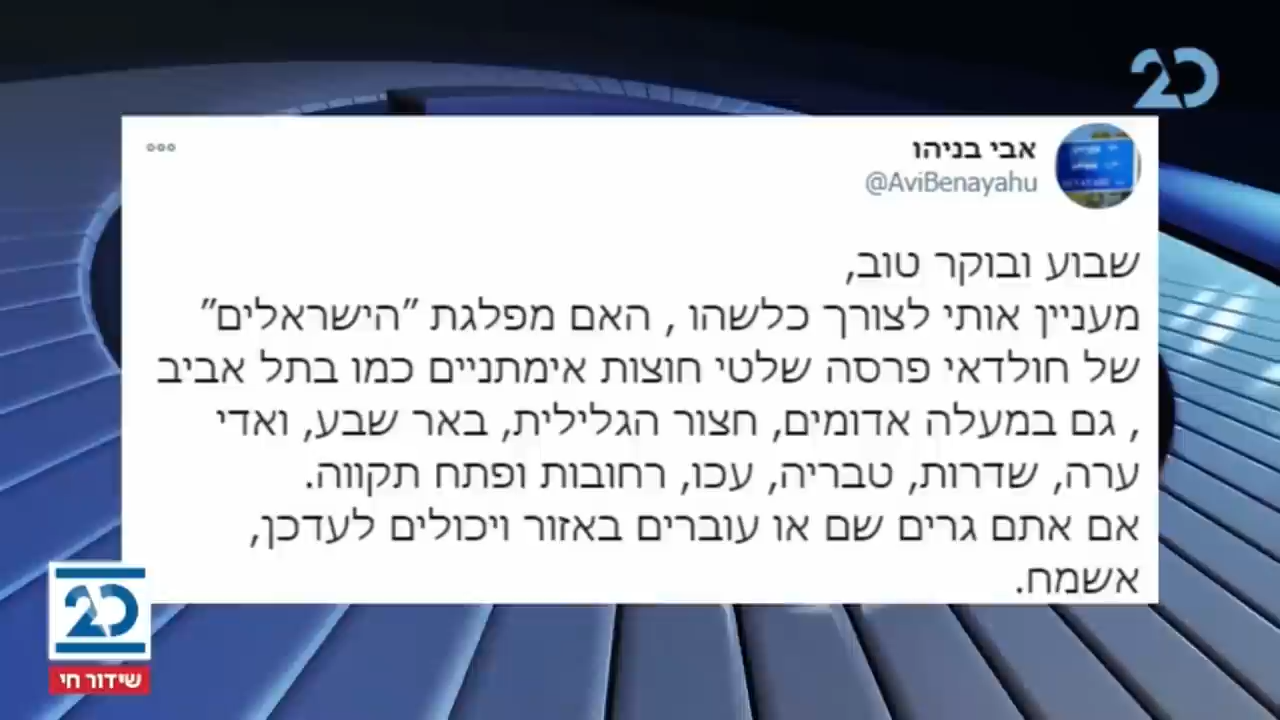 20
אבי בניהו
@AviBenayahu
שבוע ובוקר טוב,
מעניין אותי לצורך כלשהו , האם מפלגת "הישראלים"
של חולדאי פרסה שלטי חוצות אימתניים כמו בתל אביב
, גם במעלה אדומים, חצור הגלילית, באר שבע, ואדי
ערה, שדרות, טבריה, עכו, רחובות ופתח תקווה.
אם אתם גרים שם או עוברים באזור ויכולים לעדכן,
אשמח.
20
שידור חי